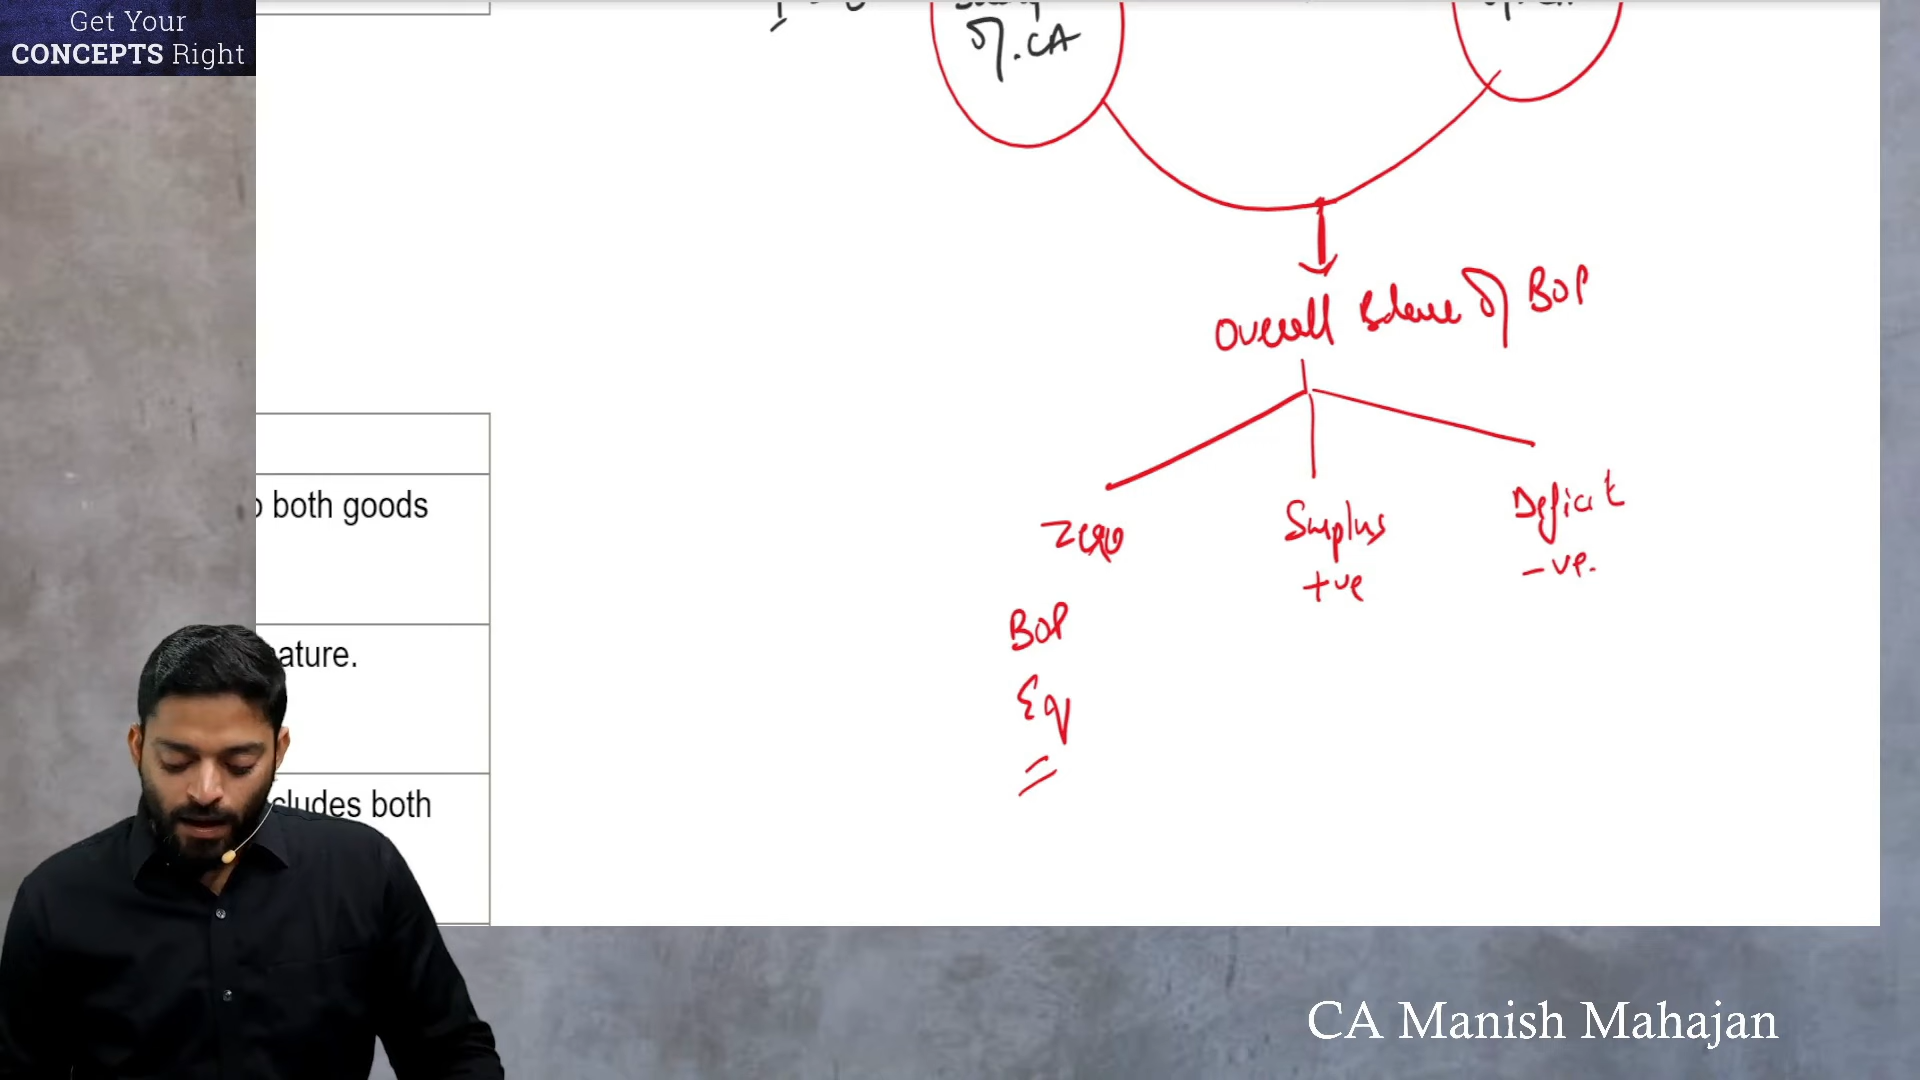 Get Your
CONCEPTS Right
of CA
Overall Balance of BOP
both goods
Zero
Surplus
+ve
Deficit
-ve.
BOP
Eq
ature.
cludes both
CA Manish Mahajan